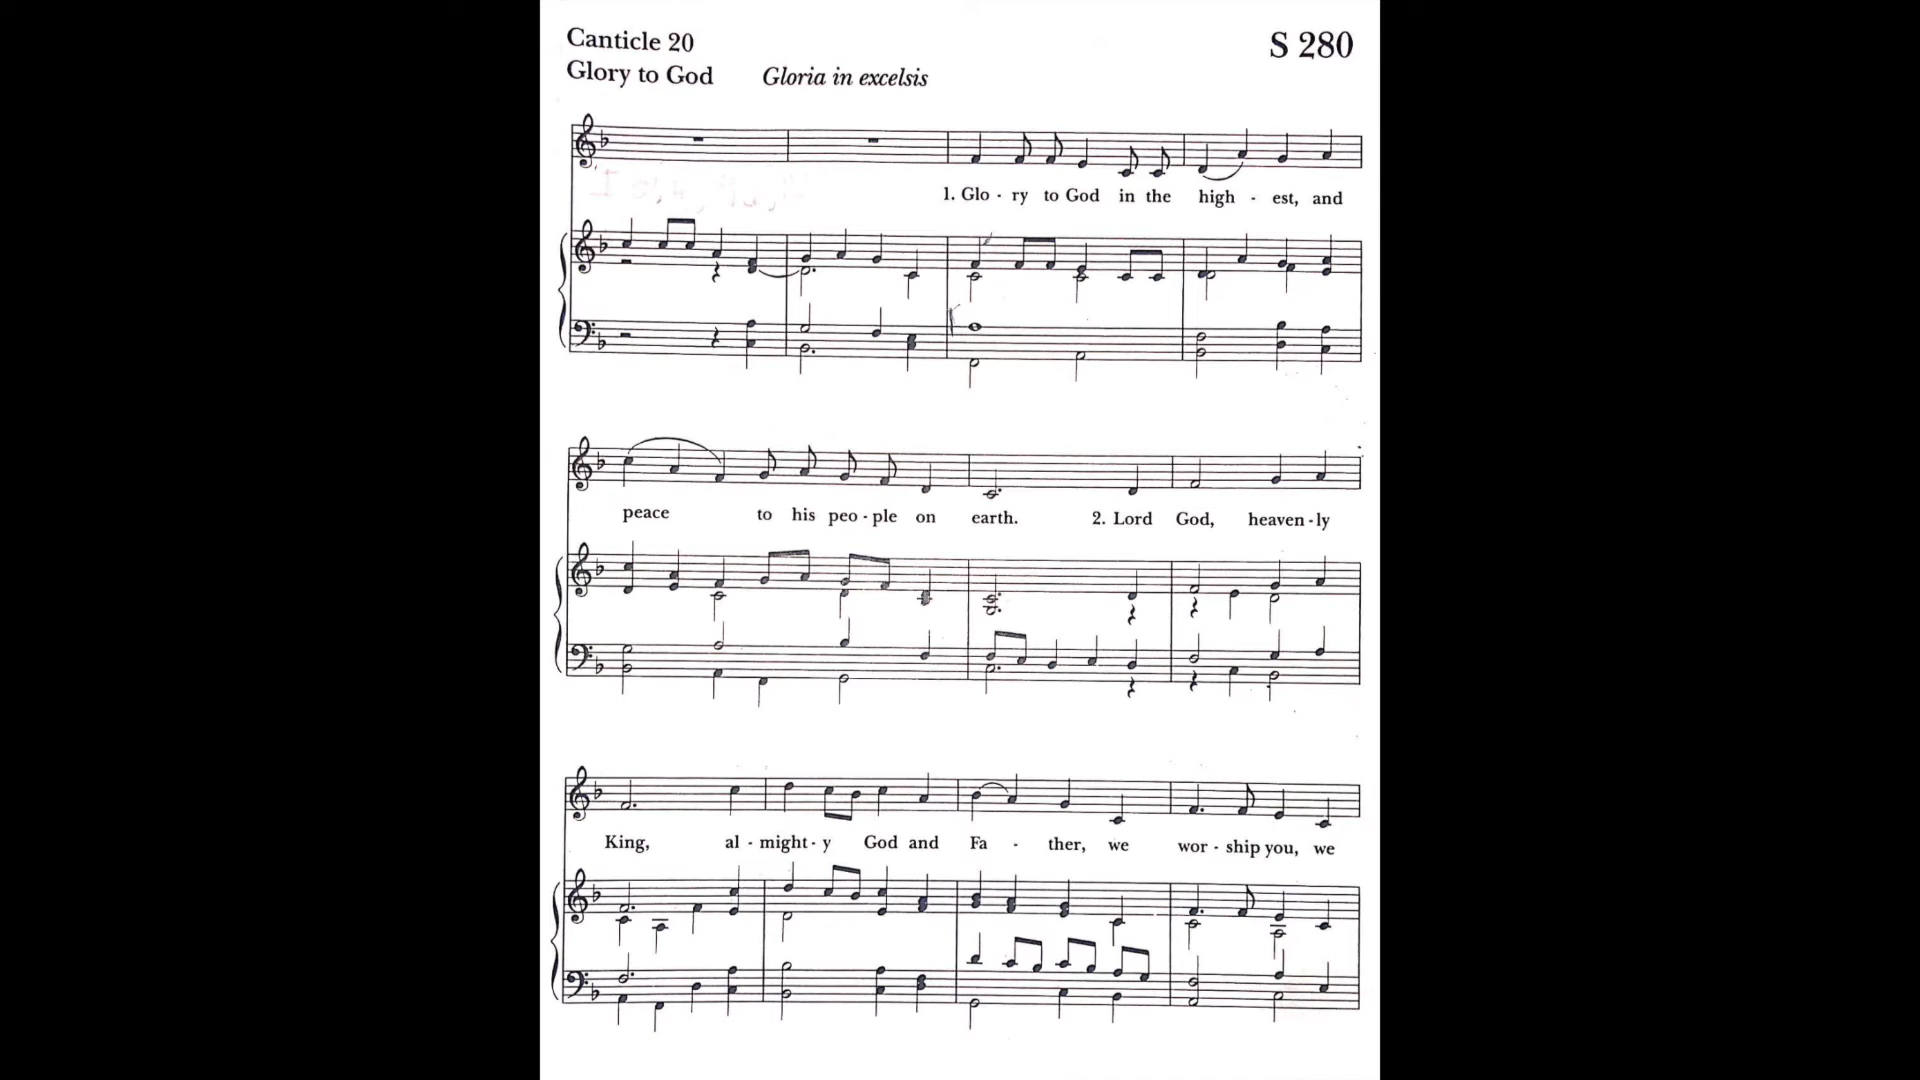 Canticle 20
S 280
Glory to God Gloria in excelsis
1. Glo - ry to God in the high - est, and
peace to his peo - ple on earth. 2. Lord God, heaven - ly
King, al - might - y God and Fa - ther, we wor - ship you, we